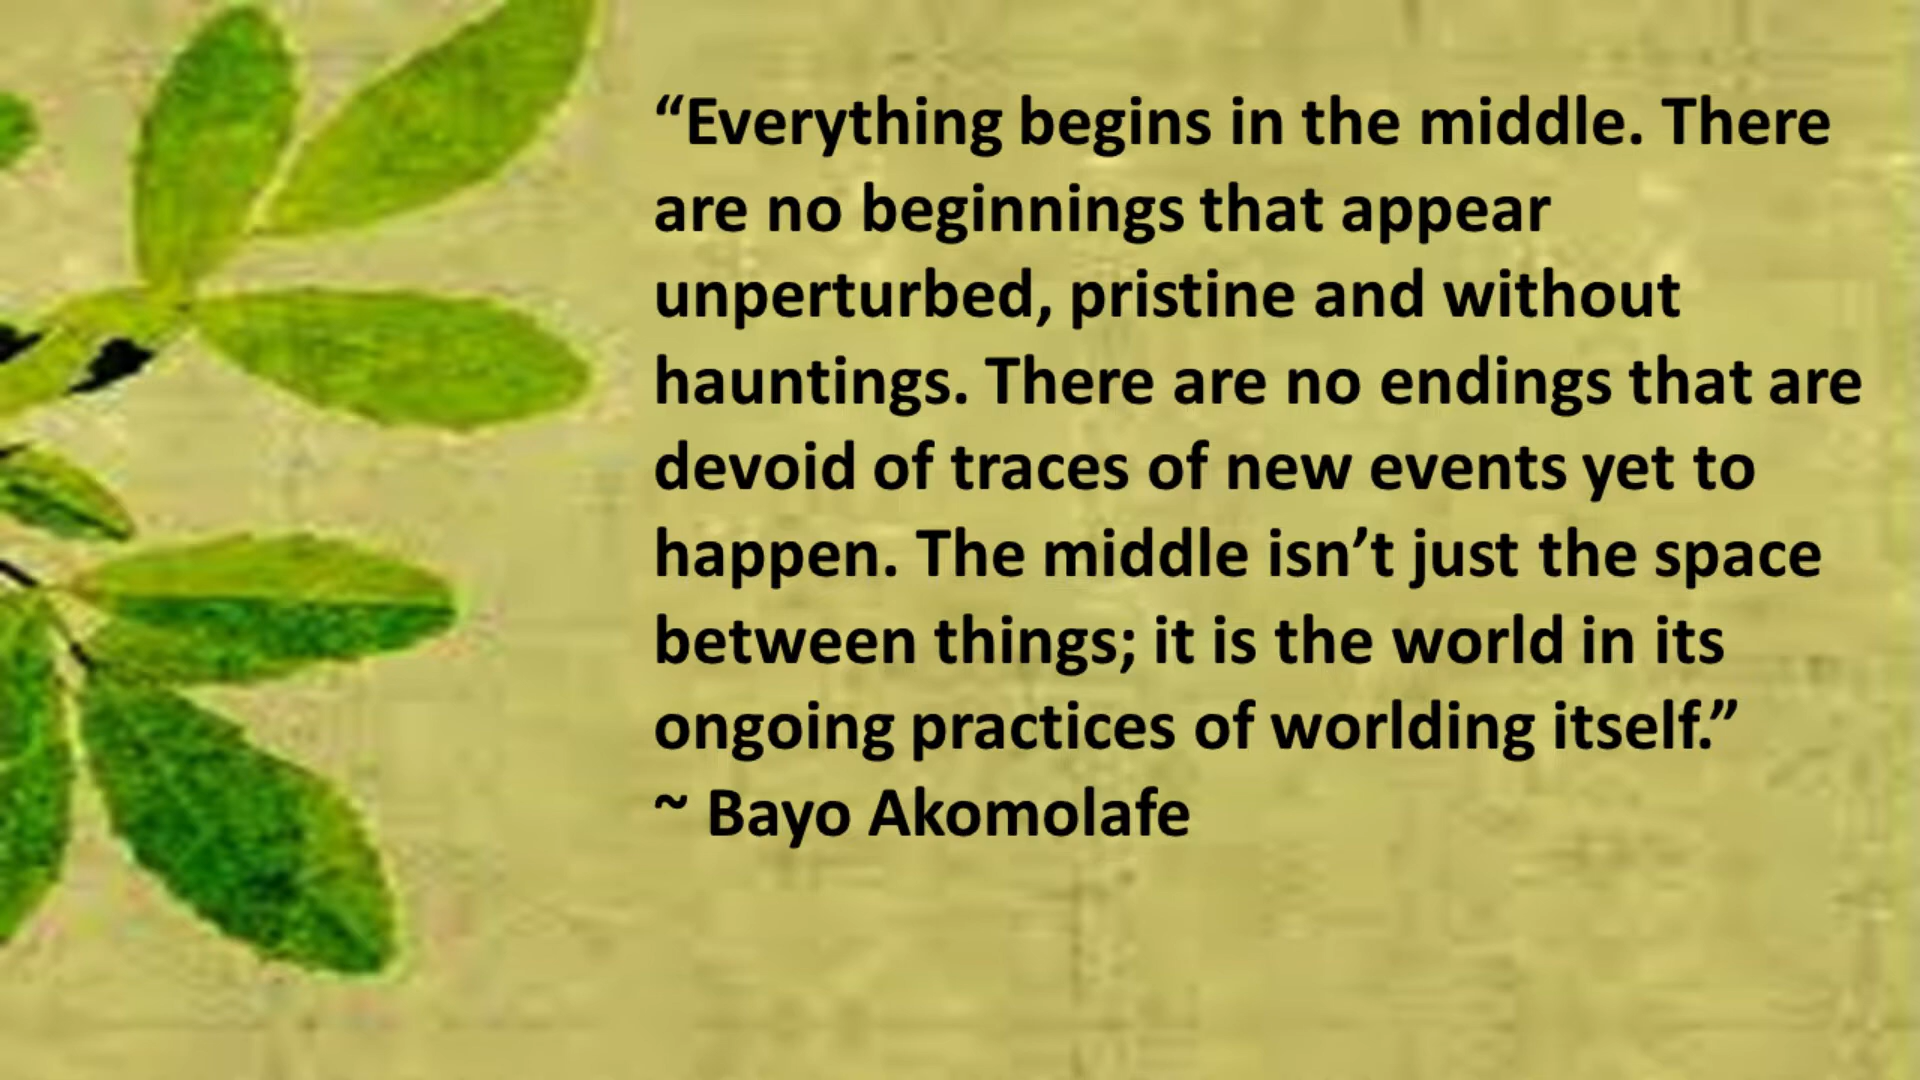 “Everything begins in the middle. There
are no beginnings that appear
unperturbed, pristine and without
hauntings. There are no endings that are
devoid of traces of new events yet to
happen. The middle isn’t just the space
between things; it is the world in its
ongoing practices of worlding itself.”
~ Bayo Akomolafe